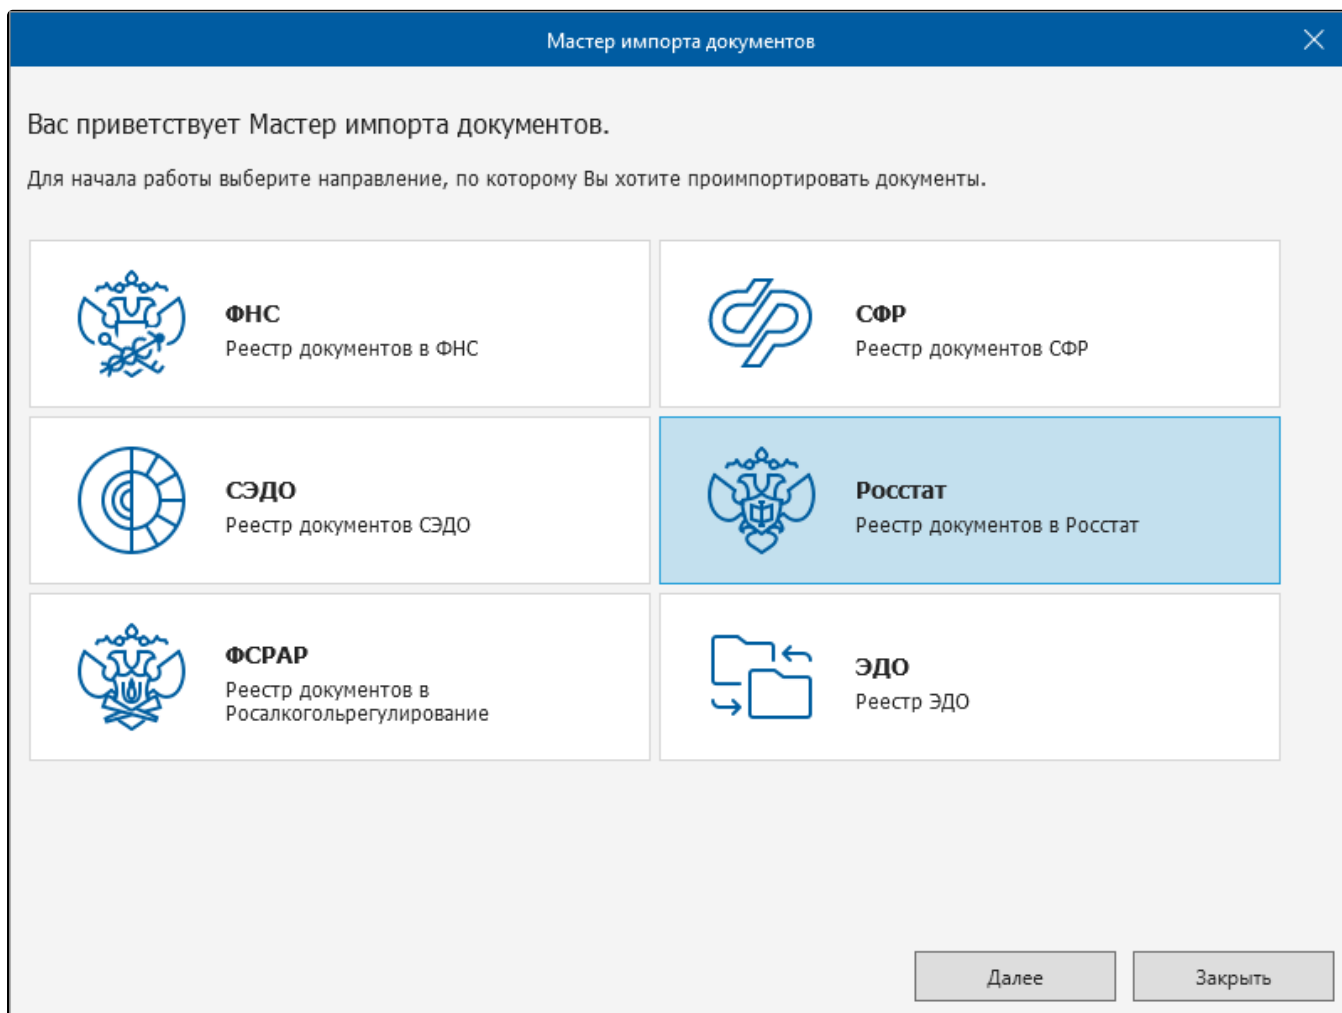 Мастер импорта документов
Вас приветствует Мастер импорта документов.
Для начала работы выберите направление, по которому Вы хотите проимпортировать документы.
ФНС
Реестр документов в ФНС
СФР
Реестр документов СФР
СЭДО
Реестр документов СЭДО
Росстат
Реестр документов в Росстат
ФСРАР
Реестр документов в
Росалкогольрегулирование
ЭДО
Реестр ЭДО
Далее
Закрыть